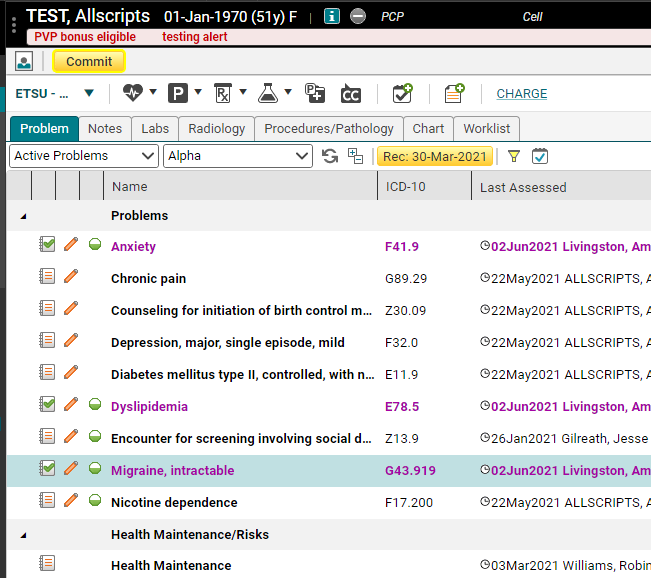 TEST, Allscripts 01-Jan-1970 (51y) F | i PCP Cell
PVP bonus eligible testing alert
Commit
ETSU - ... P Rx P CC CHARGE
Problem Notes Labs Radiology Procedures/Pathology Chart Worklist
Active Problems Alpha Rec: 30-Mar-2021
Name ICD-10 Last Assessed
Problems
Anxiety F41.9 02Jun2021 Livingston, Am
Chronic pain G89.29 22May2021 ALLSCRIPTS, A
Counseling for initiation of birth control m... Z30.09 22May2021 ALLSCRIPTS, A
Depression, major, single episode, mild F32.0 22May2021 ALLSCRIPTS, A
Diabetes mellitus type II, controlled, with n... E11.9 22May2021 ALLSCRIPTS, A
Dyslipidemia E78.5 02Jun2021 Livingston, Am
Encounter for screening involving social d... Z13.9 26Jan2021 Gilreath, Jesse
Migraine, intractable G43.919 02Jun2021 Livingston, Am
Nicotine dependence F17.200 22May2021 ALLSCRIPTS, A
Health Maintenance/Risks
Health Maintenance 03Mar2021 Williams, Robin